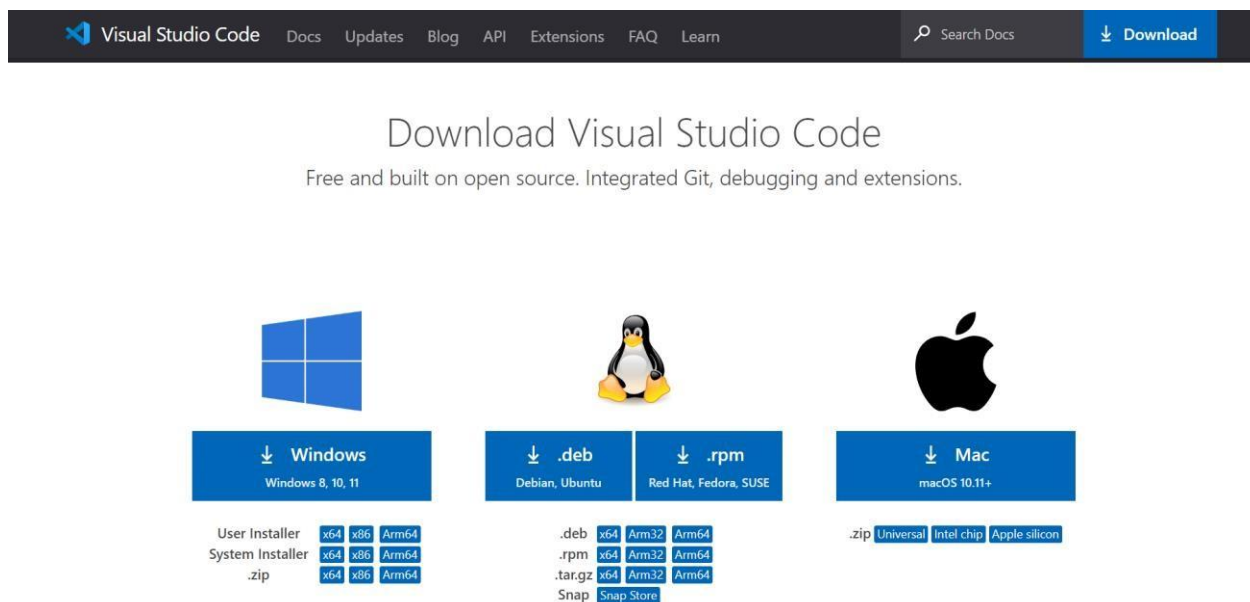 Visual Studio Code Docs Updates Blog API Extensions FAQ Learn Search Docs Download
Download Visual Studio Code
Free and built on open source. Integrated Git, debugging and extensions.
Windows
Windows 8, 10, 11
.deb
Debian, Ubuntu
.rpm
Red Hat, Fedora, SUSE
Mac
macOS 10.11+
User Installer x64 x86 Arm64
System Installer x64 x86 Arm64
.zip x64 x86 Arm64
.deb x64 Arm32 Arm64
.rpm x64 Arm32 Arm64
.tar.gz x64 Arm32 Arm64
Snap Snap Store
.zip Universal Intel chip Apple silicon